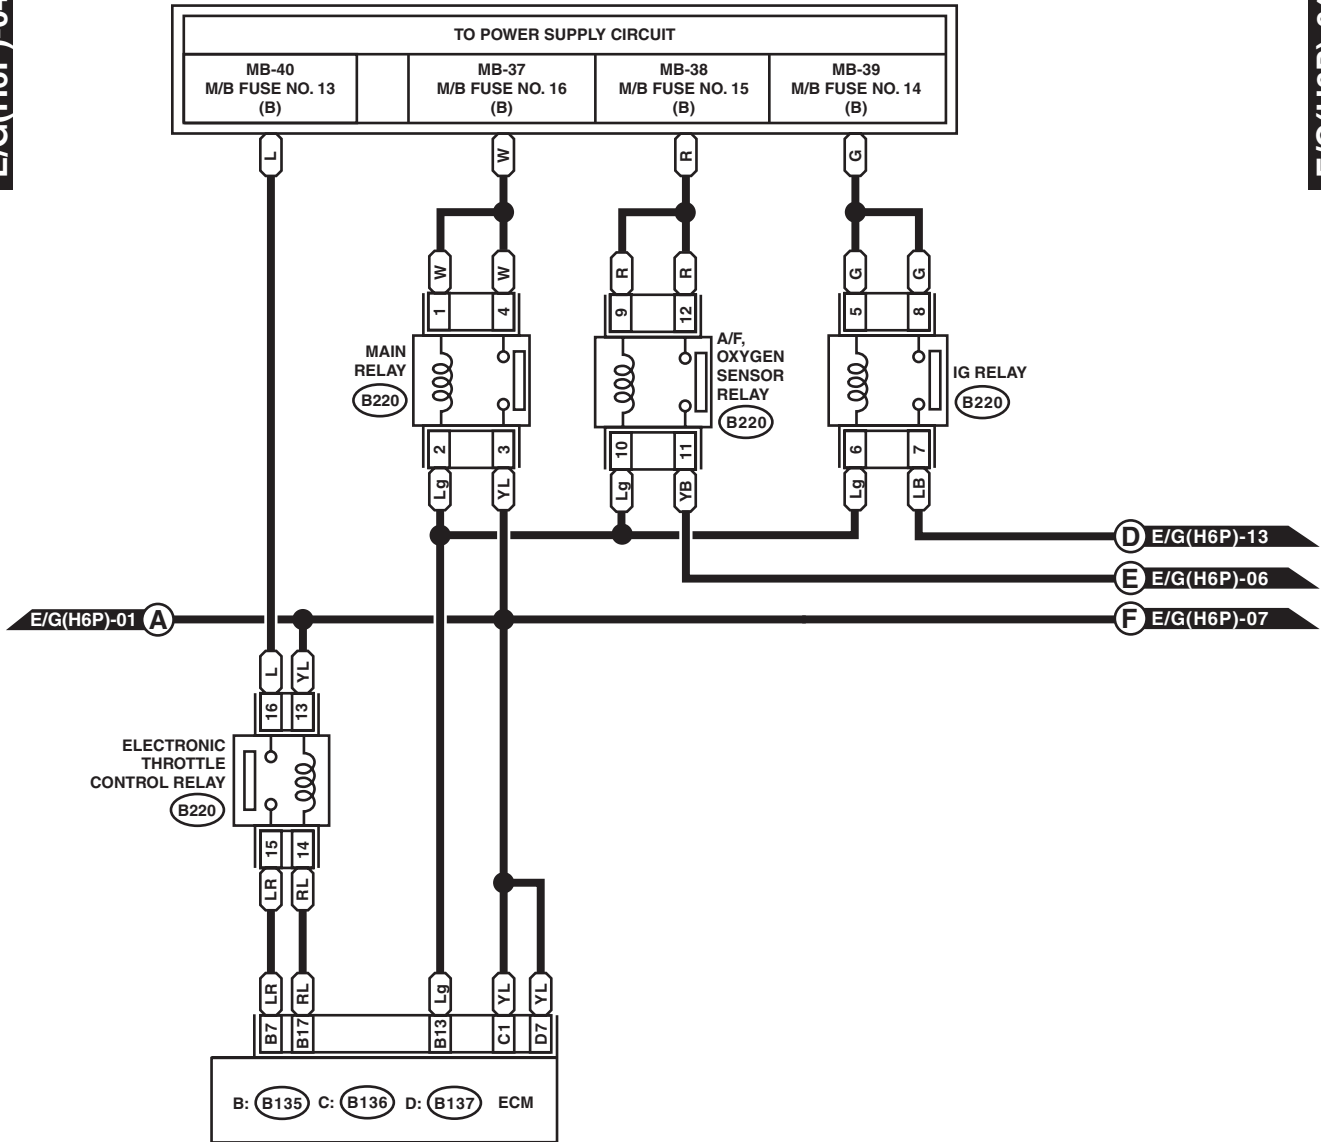 TO POWER SUPPLY CIRCUIT
MB-40
M/B FUSE NO. 13
(B)
MB-37
M/B FUSE NO. 16
(B)
MB-38
M/B FUSE NO. 15
(B)
MB-39
M/B FUSE NO. 14
(B)
L
W
R
G
W
W
R
R
G
G
1
4
9
12
5
8
MAIN
RELAY
B220
A/F,
OXYGEN
SENSOR
RELAY
B220
IG RELAY
B220
2
3
10
11
6
7
Lg
YL
Lg
YB
Lg
LB
D E/G(H6P)-13
E E/G(H6P)-06
E/G(H6P)-01 A
F E/G(H6P)-07
L
YL
16
13
ELECTRONIC
THROTTLE
CONTROL RELAY
B220
15
14
LR
RL
LR
RL
Lg
YL
YL
B7
B17
B13
C1
D7
B: B135 C: B136 D: B137 ECM